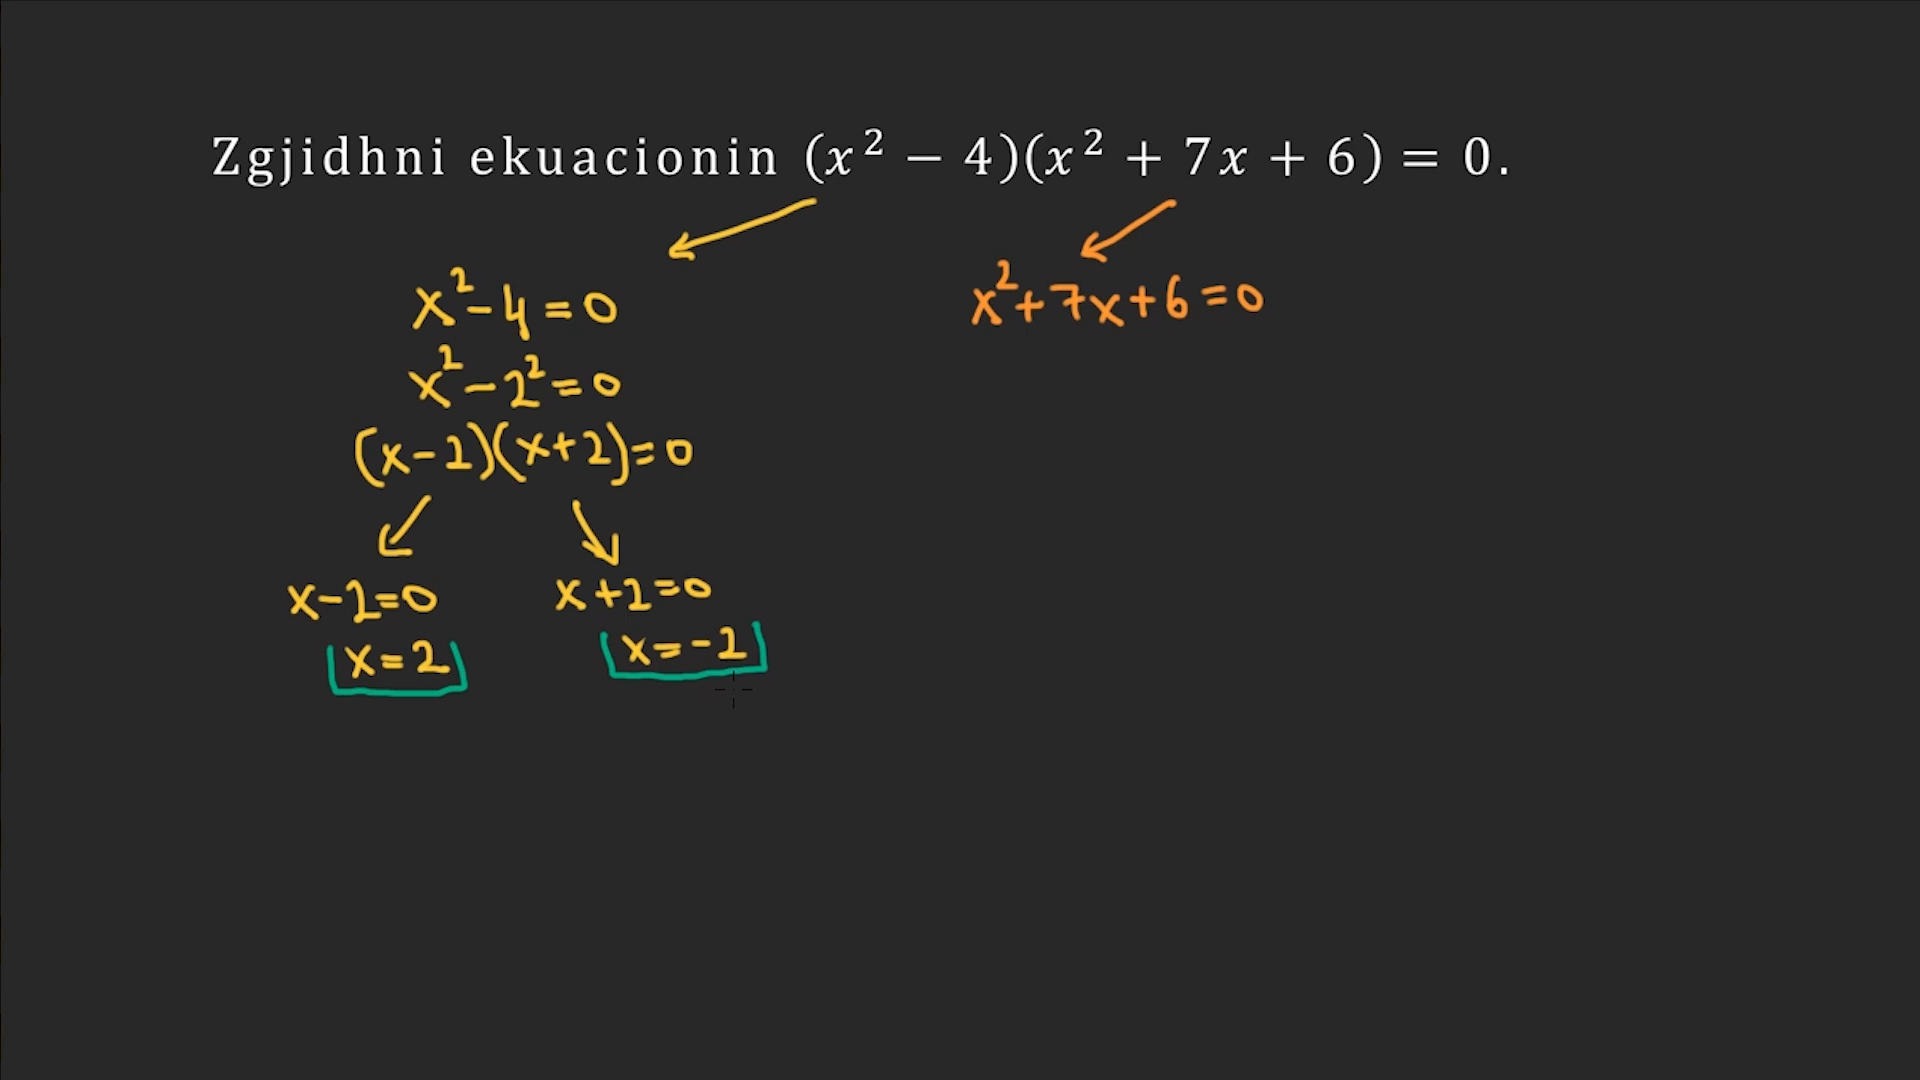 Zgjidhni ekuacionin (x² − 4)(x² + 7x + 6) = 0.
x² - 4 = 0
x² - 2² = 0
(x-2)(x+2) = 0
x-2=0
x=2
x+2=0
x=-2
x²+7x+6=0